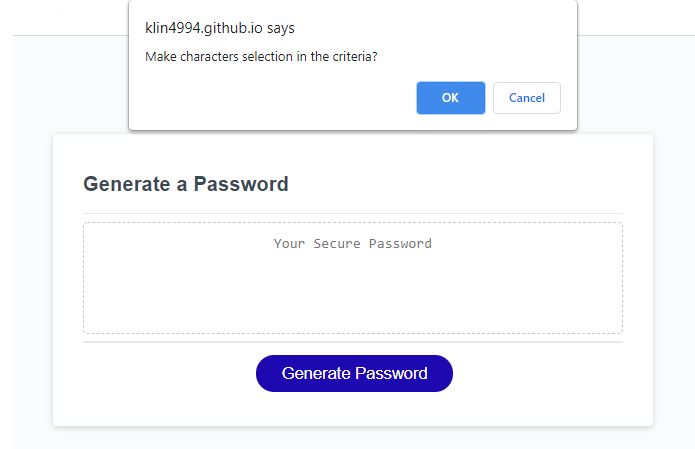 klin4994.github.io says
Make characters selection in the criteria?
OK
Cancel
Generate a Password
Your Secure Password
Generate Password